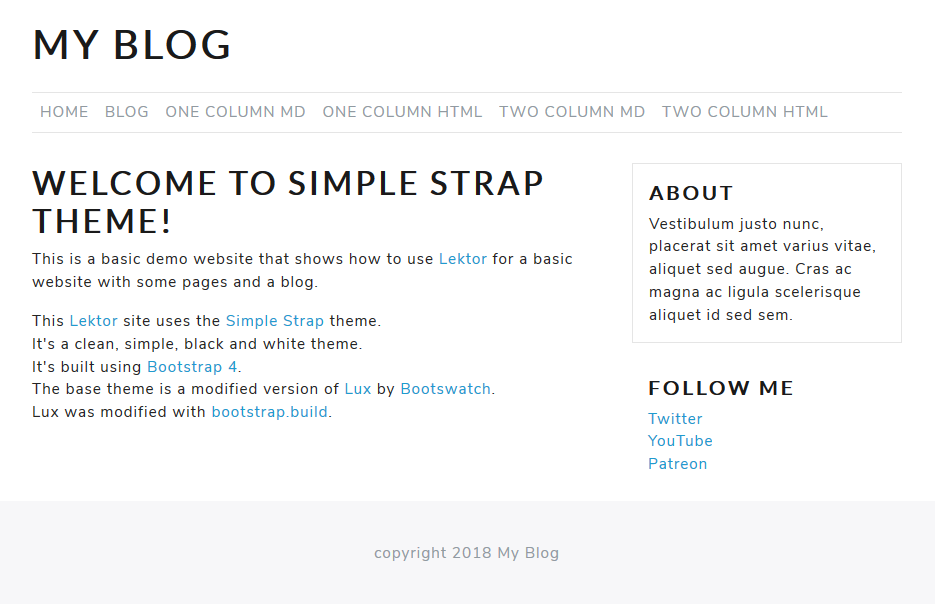 MY BLOG
HOME BLOG ONE COLUMN MD ONE COLUMN HTML TWO COLUMN MD TWO COLUMN HTML
WELCOME TO SIMPLE STRAP
THEME!
This is a basic demo website that shows how to use Lektor for a basic
website with some pages and a blog.
This Lektor site uses the Simple Strap theme.
It's a clean, simple, black and white theme.
It's built using Bootstrap 4.
The base theme is a modified version of Lux by Bootswatch.
Lux was modified with bootstrap.build.
ABOUT
Vestibulum justo nunc,
placerat sit amet varius vitae,
aliquet sed augue. Cras ac
magna ac ligula scelerisque
aliquet id sed sem.
FOLLOW ME
Twitter
YouTube
Patreon
copyright 2018 My Blog